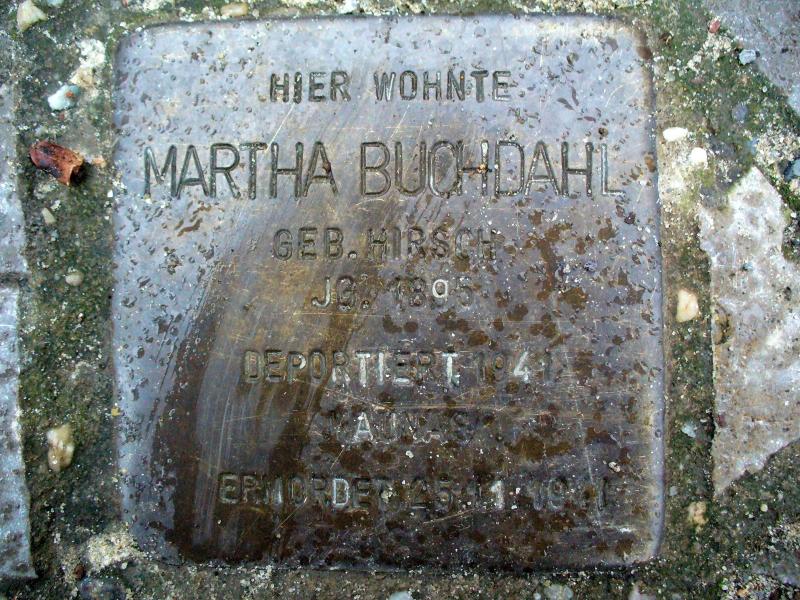 HIER WOHNTE
MARTHA BUCHDAHL
GEB. HIRSCH
JG. 1895
DEPORTIERT 1941
KAUNAS
ERMORDET 25.11.1941